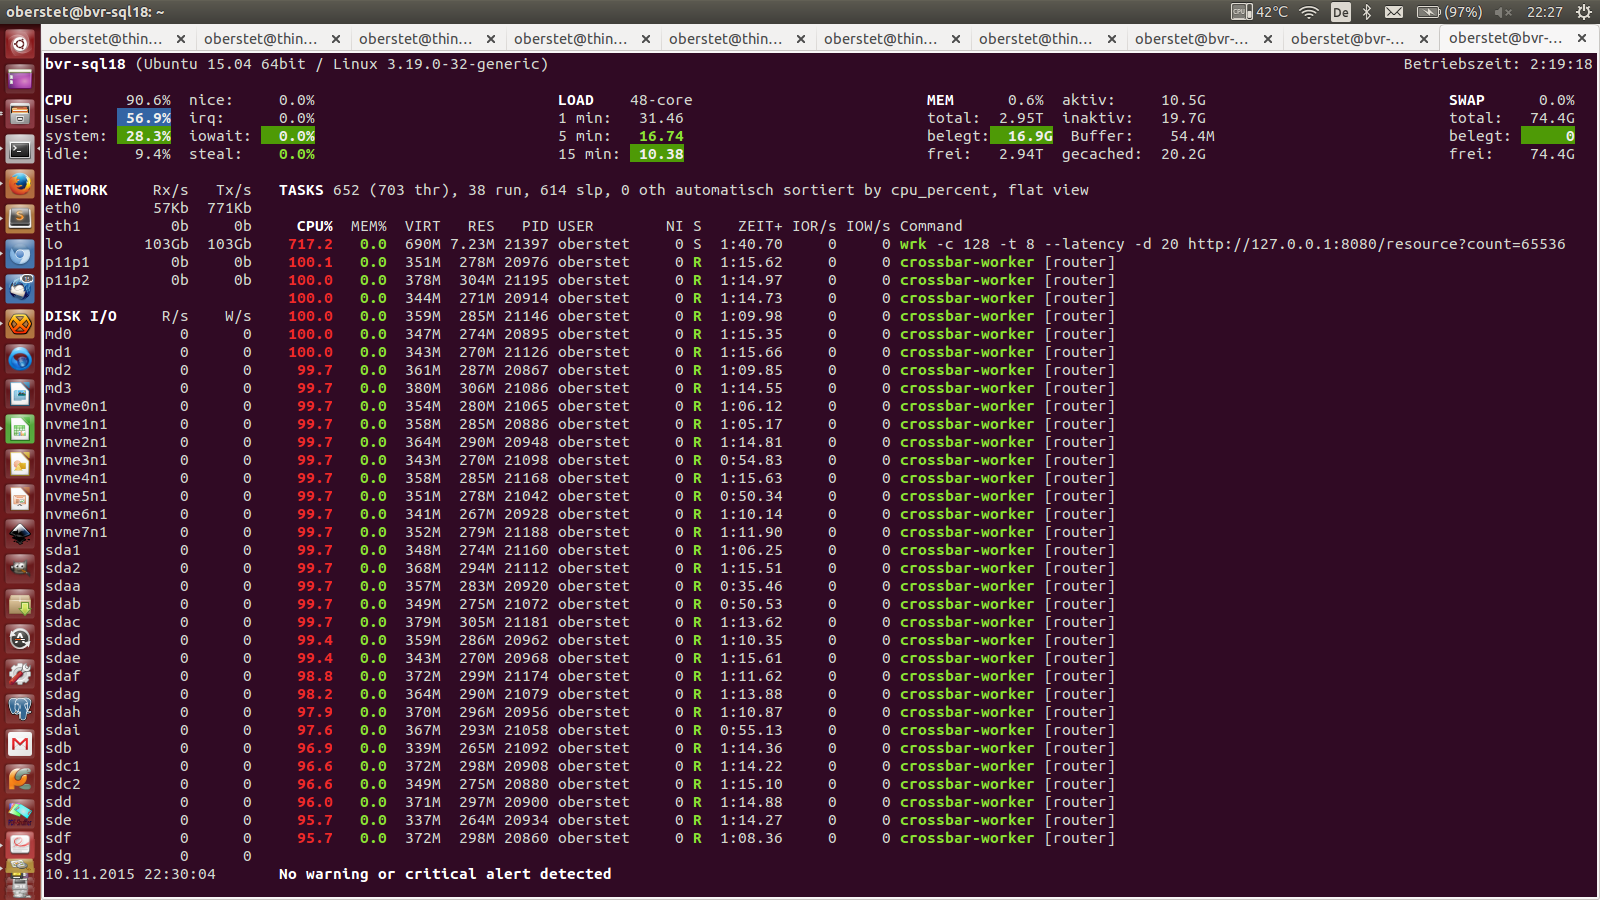 oberstet@bvr-sql18: ~ 42°C De (97%) 22:27
oberstet@thin... × oberstet@thin... × oberstet@thin... × oberstet@thin... × oberstet@thin... × oberstet@thin... × oberstet@thin... × oberstet@bvr-... × oberstet@bvr-... × oberstet@bvr-... ×
bvr-sql18 (Ubuntu 15.04 64bit / Linux 3.19.0-32-generic) Betriebszeit: 2:19:18
CPU 90.6% nice: 0.0% LOAD 48-core MEM 0.6% aktiv: 10.5G SWAP 0.0%
user: 56.9% irq: 0.0% 1 min: 31.46 total: 2.95T inaktiv: 19.7G total: 74.4G
system: 28.3% iowait: 0.0% 5 min: 16.74 belegt: 16.9G Buffer: 54.4M belegt: 0
idle: 9.4% steal: 0.0% 15 min: 10.38 frei: 2.94T gecached: 20.2G frei: 74.4G
NETWORK Rx/s Tx/s TASKS 652 (703 thr), 38 run, 614 slp, 0 oth automatisch sortiert by cpu_percent, flat view
eth0 57Kb 771Kb
eth1 0b 0b CPU% MEM% VIRT RES PID USER NI S ZEIT+ IOR/s IOW/s Command
lo 103Gb 103Gb 717.2 0.0 690M 7.23M 21397 oberstet 0 S 1:40.70 0 0 wrk -c 128 -t 8 --latency -d 20 http://127.0.0.1:8080/resource?count=65536
p11p1 0b 0b 100.1 0.0 351M 278M 20976 oberstet 0 R 1:15.62 0 0 crossbar-worker [router]
p11p2 0b 0b 100.0 0.0 378M 304M 21195 oberstet 0 R 1:14.97 0 0 crossbar-worker [router]
100.0 0.0 344M 271M 20914 oberstet 0 R 1:14.73 0 0 crossbar-worker [router]
DISK I/O R/s W/s 100.0 0.0 359M 285M 21146 oberstet 0 R 1:09.98 0 0 crossbar-worker [router]
md0 0 0 100.0 0.0 347M 274M 20895 oberstet 0 R 1:15.35 0 0 crossbar-worker [router]
md1 0 0 100.0 0.0 343M 270M 21126 oberstet 0 R 1:15.66 0 0 crossbar-worker [router]
md2 0 0 99.7 0.0 361M 287M 20867 oberstet 0 R 1:09.85 0 0 crossbar-worker [router]
md3 0 0 99.7 0.0 380M 306M 21086 oberstet 0 R 1:14.55 0 0 crossbar-worker [router]
nvme0n1 0 0 99.7 0.0 354M 280M 21065 oberstet 0 R 1:06.12 0 0 crossbar-worker [router]
nvme1n1 0 0 99.7 0.0 358M 285M 20886 oberstet 0 R 1:05.17 0 0 crossbar-worker [router]
nvme2n1 0 0 99.7 0.0 364M 290M 20948 oberstet 0 R 1:14.81 0 0 crossbar-worker [router]
nvme3n1 0 0 99.7 0.0 343M 270M 21098 oberstet 0 R 0:54.83 0 0 crossbar-worker [router]
nvme4n1 0 0 99.7 0.0 358M 285M 21168 oberstet 0 R 1:15.63 0 0 crossbar-worker [router]
nvme5n1 0 0 99.7 0.0 351M 278M 21042 oberstet 0 R 0:50.34 0 0 crossbar-worker [router]
nvme6n1 0 0 99.7 0.0 341M 267M 20928 oberstet 0 R 1:10.14 0 0 crossbar-worker [router]
nvme7n1 0 0 99.7 0.0 352M 279M 21188 oberstet 0 R 1:11.90 0 0 crossbar-worker [router]
sda1 0 0 99.7 0.0 348M 274M 21160 oberstet 0 R 1:06.25 0 0 crossbar-worker [router]
sda2 0 0 99.7 0.0 368M 294M 21112 oberstet 0 R 1:15.51 0 0 crossbar-worker [router]
sdaa 0 0 99.7 0.0 357M 283M 20920 oberstet 0 R 0:35.46 0 0 crossbar-worker [router]
sdab 0 0 99.7 0.0 349M 275M 21072 oberstet 0 R 0:50.53 0 0 crossbar-worker [router]
sdac 0 0 99.7 0.0 379M 305M 21181 oberstet 0 R 1:13.62 0 0 crossbar-worker [router]
sdad 0 0 99.4 0.0 359M 286M 20962 oberstet 0 R 1:10.35 0 0 crossbar-worker [router]
sdae 0 0 99.4 0.0 343M 270M 20968 oberstet 0 R 1:15.61 0 0 crossbar-worker [router]
sdaf 0 0 98.8 0.0 372M 299M 21174 oberstet 0 R 1:11.62 0 0 crossbar-worker [router]
sdag 0 0 98.2 0.0 364M 290M 21079 oberstet 0 R 1:13.88 0 0 crossbar-worker [router]
sdah 0 0 97.9 0.0 370M 296M 20956 oberstet 0 R 1:10.87 0 0 crossbar-worker [router]
sdai 0 0 97.6 0.0 367M 293M 21058 oberstet 0 R 0:55.13 0 0 crossbar-worker [router]
sdb 0 0 96.9 0.0 339M 265M 21092 oberstet 0 R 1:14.36 0 0 crossbar-worker [router]
sdc1 0 0 96.6 0.0 372M 298M 20908 oberstet 0 R 1:14.22 0 0 crossbar-worker [router]
sdc2 0 0 96.6 0.0 349M 275M 20880 oberstet 0 R 1:15.10 0 0 crossbar-worker [router]
sdd 0 0 96.0 0.0 371M 297M 20900 oberstet 0 R 1:14.88 0 0 crossbar-worker [router]
sde 0 0 95.7 0.0 337M 264M 20934 oberstet 0 R 1:14.27 0 0 crossbar-worker [router]
sdf 0 0 95.7 0.0 372M 298M 20860 oberstet 0 R 1:08.36 0 0 crossbar-worker [router]
sdg 0 0
10.11.2015 22:30:04 No warning or critical alert detected